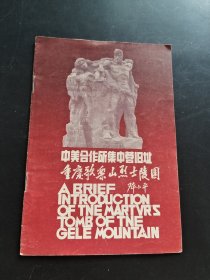 中美合作所集中营旧址
重庆歌乐山烈士陵园
A BRIEF
INTRODUCTION
OF THE MARTYRS
TOMB OF THE
GELE MOUNTAIN